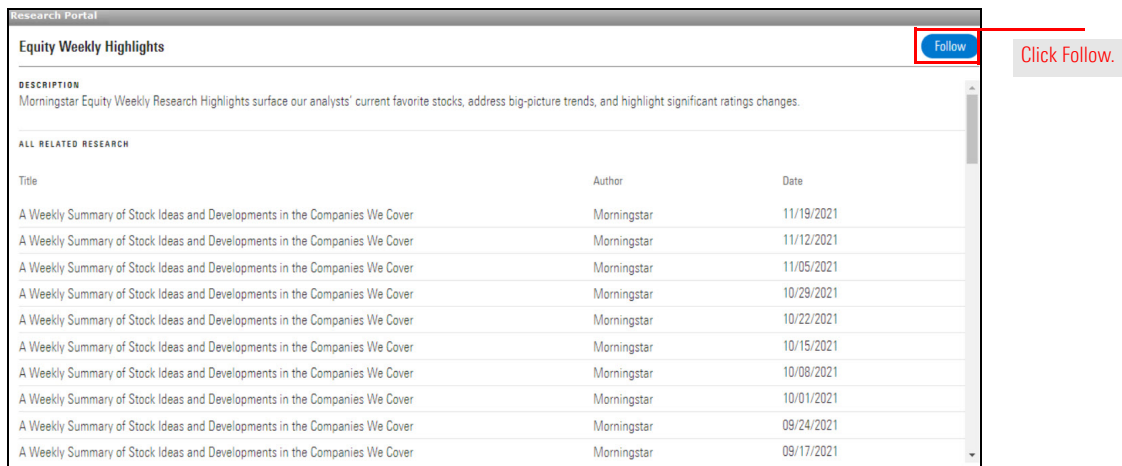 Research Portal
Equity Weekly Highlights
Follow
Click Follow.
DESCRIPTION
Morningstar Equity Weekly Research Highlights surface our analysts' current favorite stocks, address big-picture trends, and highlight significant ratings changes.
ALL RELATED RESEARCH
Title Author Date
A Weekly Summary of Stock Ideas and Developments in the Companies We Cover Morningstar 11/19/2021
A Weekly Summary of Stock Ideas and Developments in the Companies We Cover Morningstar 11/12/2021
A Weekly Summary of Stock Ideas and Developments in the Companies We Cover Morningstar 11/05/2021
A Weekly Summary of Stock Ideas and Developments in the Companies We Cover Morningstar 10/29/2021
A Weekly Summary of Stock Ideas and Developments in the Companies We Cover Morningstar 10/22/2021
A Weekly Summary of Stock Ideas and Developments in the Companies We Cover Morningstar 10/15/2021
A Weekly Summary of Stock Ideas and Developments in the Companies We Cover Morningstar 10/08/2021
A Weekly Summary of Stock Ideas and Developments in the Companies We Cover Morningstar 10/01/2021
A Weekly Summary of Stock Ideas and Developments in the Companies We Cover Morningstar 09/24/2021
A Weekly Summary of Stock Ideas and Developments in the Companies We Cover Morningstar 09/17/2021